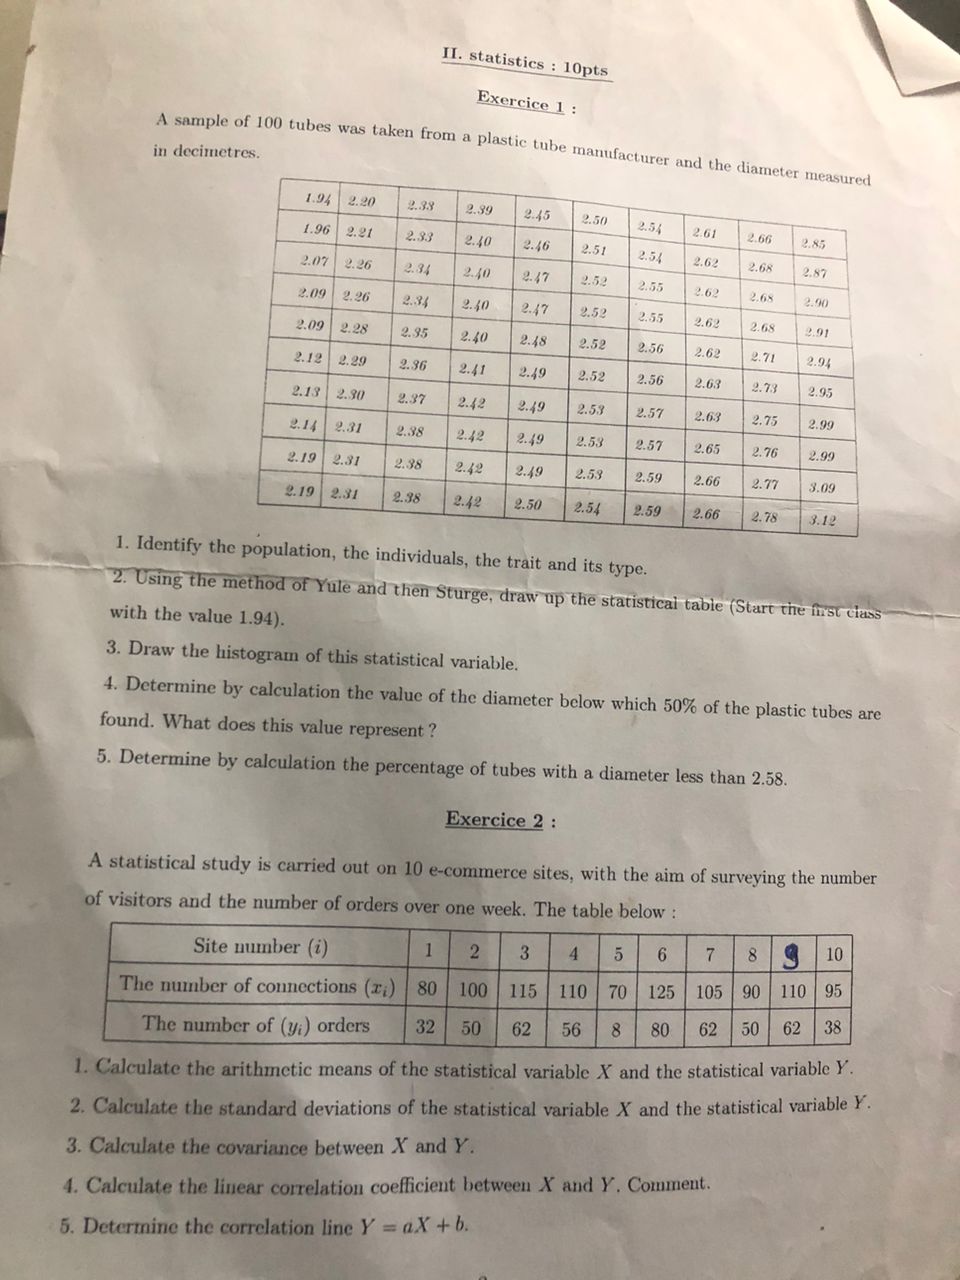 II. statistics : 10pts
Exercice 1 :
A sample of 100 tubes was taken from a plastic tube manufacturer and the diameter measured
in decimetres.
1.94 2.20 2.33 2.39 2.45 2.50 2.54 2.61 2.66 2.85
1.96 2.21 2.33 2.40 2.46 2.51 2.54 2.62 2.68 2.87
2.07 2.26 2.34 2.40 2.47 2.52 2.55 2.62 2.68 2.90
2.09 2.26 2.34 2.40 2.47 2.52 2.55 2.62 2.68 2.91
2.09 2.28 2.35 2.40 2.48 2.52 2.56 2.62 2.71 2.94
2.12 2.29 2.36 2.41 2.49 2.52 2.56 2.63 2.73 2.95
2.13 2.30 2.37 2.42 2.49 2.53 2.57 2.63 2.75 2.99
2.14 2.31 2.38 2.42 2.49 2.53 2.57 2.65 2.76 2.99
2.19 2.31 2.38 2.42 2.49 2.53 2.59 2.66 2.77 3.09
2.19 2.31 2.38 2.42 2.50 2.54 2.59 2.66 2.78 3.12
1. Identify the population, the individuals, the trait and its type.
2. Using the method of Yule and then Sturge, draw up the statistical table (Start the first class
with the value 1.94).
3. Draw the histogram of this statistical variable.
4. Determine by calculation the value of the diameter below which 50% of the plastic tubes are
found. What does this value represent ?
5. Determine by calculation the percentage of tubes with a diameter less than 2.58.
Exercice 2 :
A statistical study is carried out on 10 e-commerce sites, with the aim of surveying the number
of visitors and the number of orders over one week. The table below :
Site number (i) 1 2 3 4 5 6 7 8 9 10
The number of connections (xᵢ) 80 100 115 110 70 125 105 90 110 95
The number of (yᵢ) orders 32 50 62 56 8 80 62 50 62 38
1. Calculate the arithmetic means of the statistical variable X and the statistical variable Y.
2. Calculate the standard deviations of the statistical variable X and the statistical variable Y.
3. Calculate the covariance between X and Y.
4. Calculate the linear correlation coefficient between X and Y. Comment.
5. Determine the correlation line Y = aX + b.